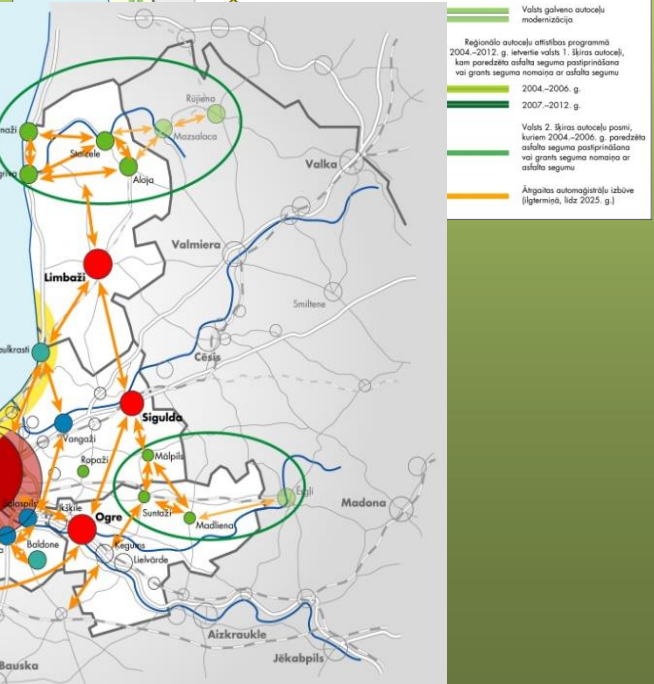 Valsts galveno autoceļu
modernizācija
Reģionālo autoceļu attīstības programmā
2004.–2012. g. ietvertie valsts 1. šķiras autoceļi,
kam paredzēta asfalta seguma pastiprināšana
vai grants seguma nomaiņa ar asfalta segumu
2004.–2006. g.
2007.–2012. g.
Valsts 2. šķiras autoceļu posmi,
kuriem 2004.–2006. g. paredzēta
asfalta seguma pastiprināšana
vai grants seguma nomaiņa ar
asfalta segumu
Ātrgaitas automaģistrāļu izbūve
(ilgtermiņā, līdz 2025. g.)
Rūjiena
naži
Mazsalaca
Staicele
Valka
griva
Aloja
Valmiera
Limbaži
Smiltene
aulkrasti
Cēsis
Sigulda
Vangaži
Mālpils
Ropaži
Ērgļi
Madona
Suntaži
Ikšķile
Ogre
Madliena
Baldone
Ķegums
Lielvārde
Aizkraukle
Jēkabpils
Bauska